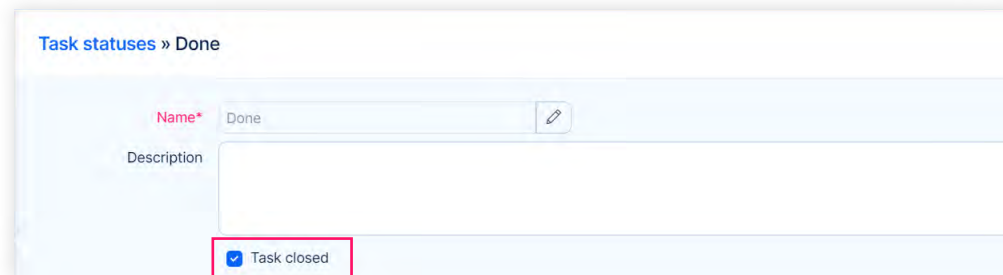 Task statuses » Done
Name* Done
Description
Task closed